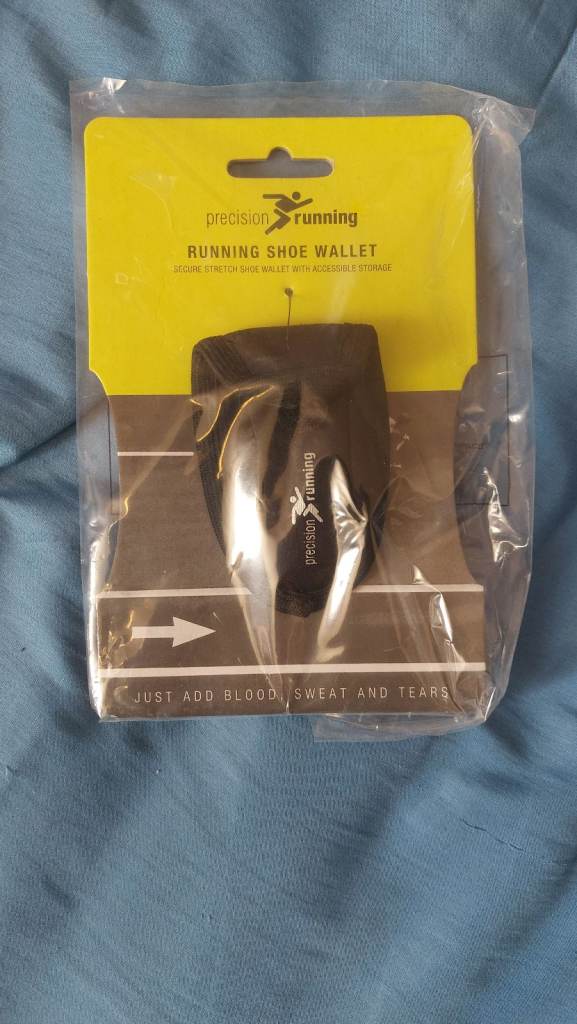 precision running
RUNNING SHOE WALLET
SECURE STRETCH SHOE WALLET WITH ACCESSIBLE STORAGE
precision running
JUST ADD BLOOD, SWEAT AND TEARS